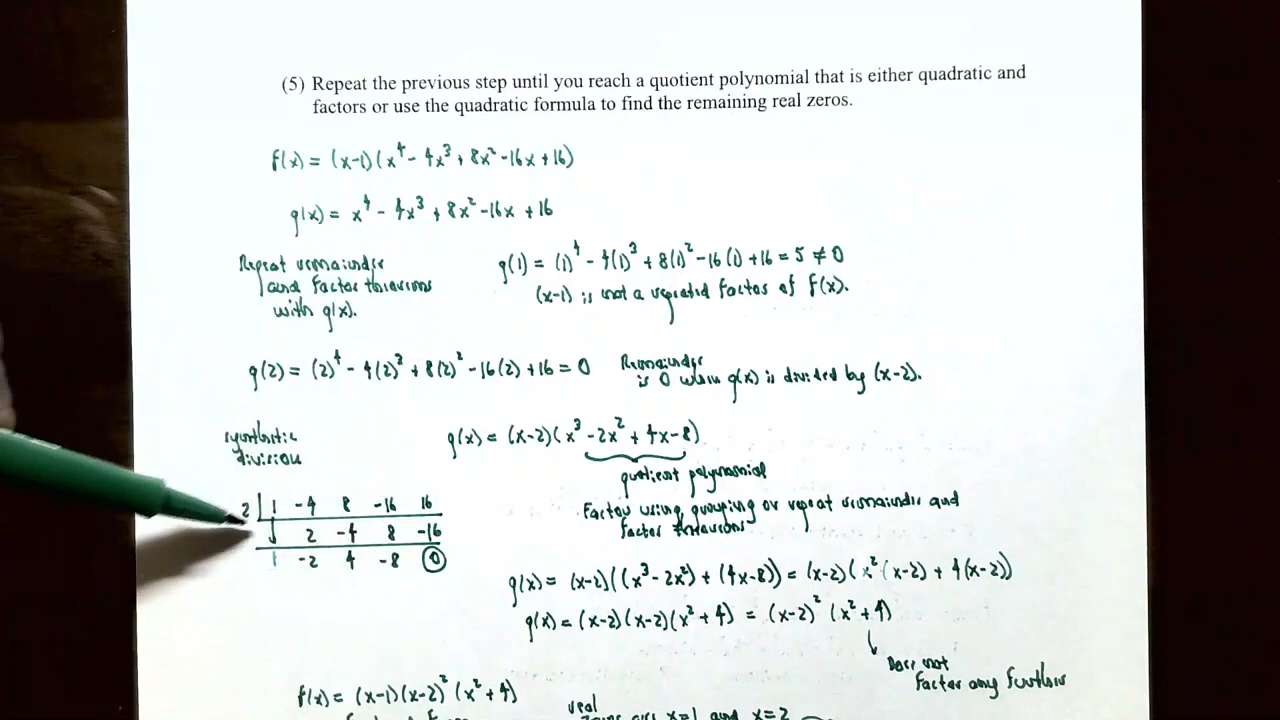 (5) Repeat the previous step until you reach a quotient polynomial that is either quadratic and
factors or use the quadratic formula to find the remaining real zeros.
f(x) = (x-1)(x⁴ - 4x³ + 8x² - 16x + 16)
g(x) = x⁴ - 4x³ + 8x² - 16x + 16
Repeat remainder
and factor theorems
with g(x).
g(1) = (1)⁴ - 4(1)³ + 8(1)² - 16(1) + 16 = 5 ≠ 0
(x-1) is not a repeated factor of f(x).
g(2) = (2)⁴ - 4(2)³ + 8(2)² - 16(2) + 16 = 0
Remainder
is 0 when g(x) is divided by (x-2).
synthetic
division
g(x) = (x-2)(x³ - 2x² + 4x - 8)
quotient polynomial
2 | 1 -4 8 -16 16
↓ 2 -4 8 -16
1 -2 4 -8 0
Factor using grouping or repeat remainder and
factor theorems
g(x) = (x-2)((x³ - 2x²) + (4x - 8)) = (x-2)(x²(x-2) + 4(x-2))
g(x) = (x-2)(x-2)(x² + 4) = (x-2)²(x² + 4)
Does not
factor any further
f(x) = (x-1)(x-2)²(x² + 4)
real
zeros are x=1 and x=2